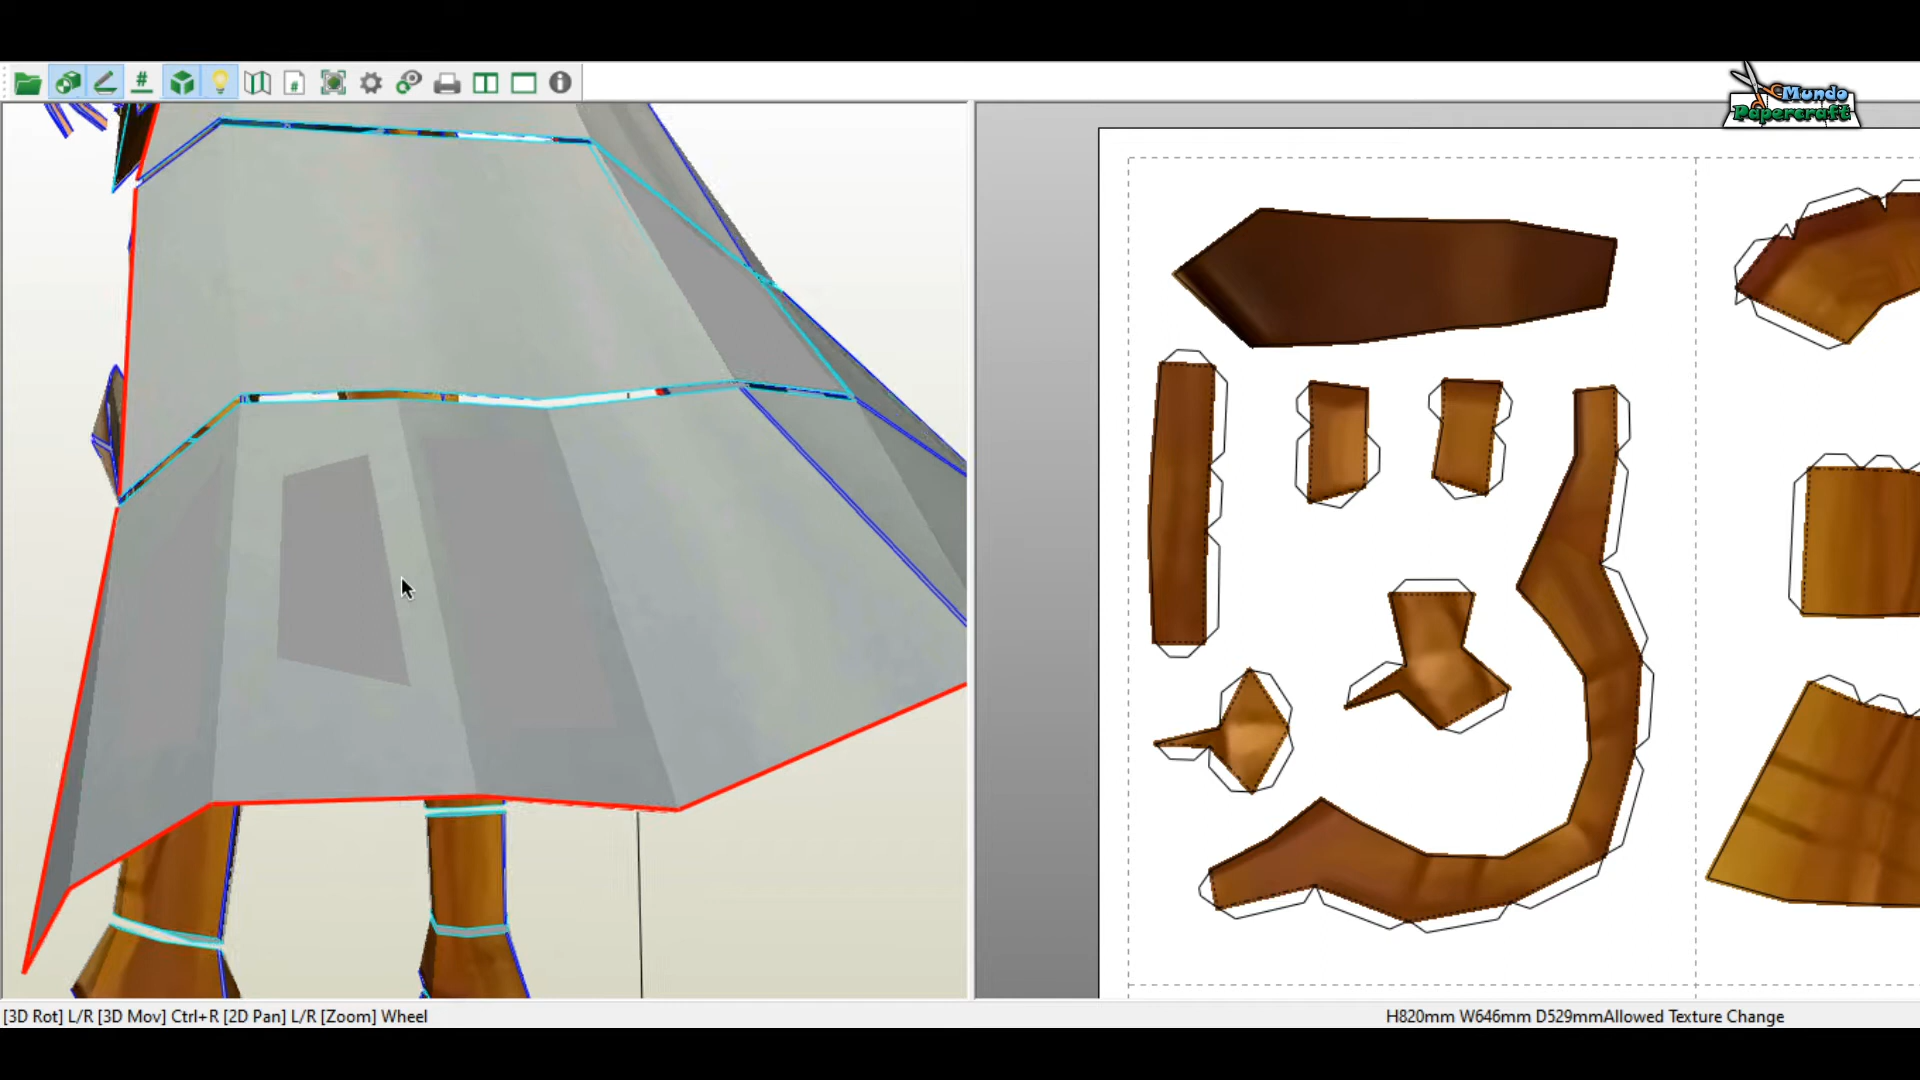 #
#
Mundo
Papercraft
[3D Rot] L/R [3D Mov] Ctrl+R [2D Pan] L/R [Zoom] Wheel
H820mm W646mm D529mmAllowed Texture Change